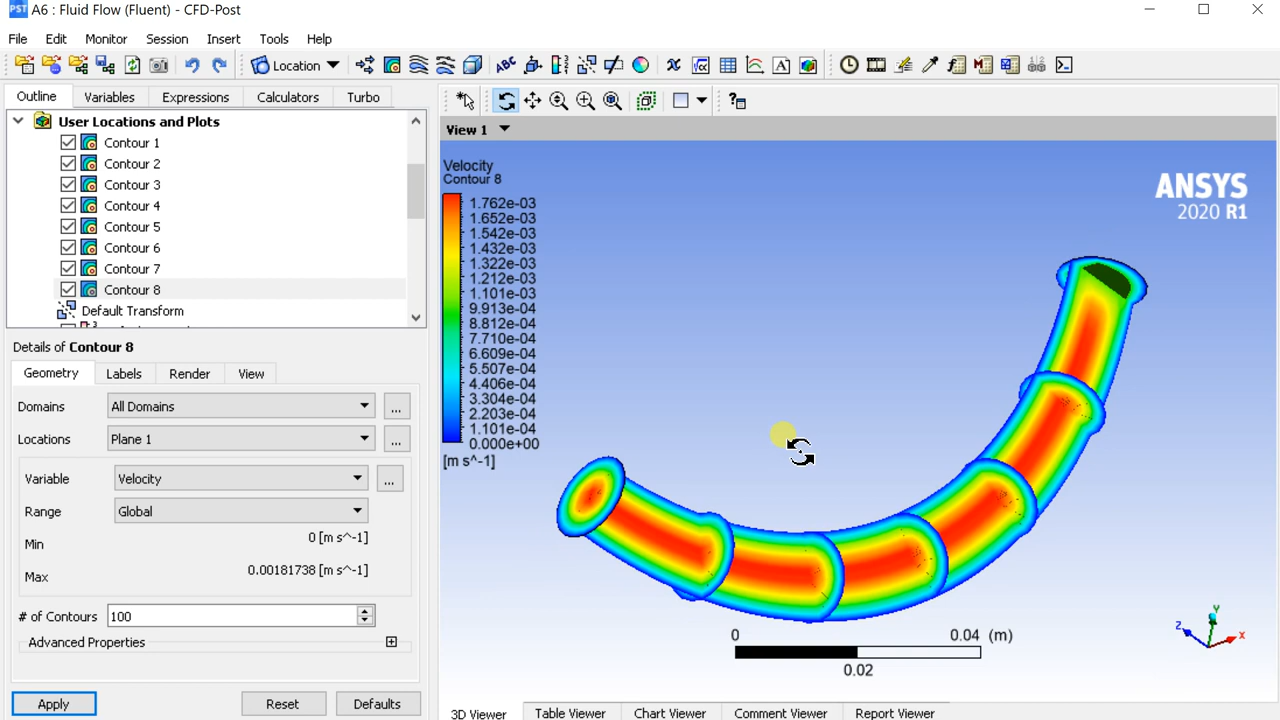 PST A6 : Fluid Flow (Fluent) - CFD-Post
File Edit Monitor Session Insert Tools Help
Location
Outline Variables Expressions Calculators Turbo
User Locations and Plots
Contour 1
Contour 2
Contour 3
Contour 4
Contour 5
Contour 6
Contour 7
Contour 8
Default Transform
Details of Contour 8
Geometry Labels Render View
Domains All Domains ...
Locations Plane 1 ...
Variable Velocity ...
Range Global
Min 0 [m s^-1]
Max 0.00181738 [m s^-1]
# of Contours 100
Advanced Properties
Apply Reset Defaults
View 1
Velocity
Contour 8
1.762e-03
1.652e-03
1.542e-03
1.432e-03
1.322e-03
1.212e-03
1.101e-03
9.913e-04
8.812e-04
7.710e-04
6.609e-04
5.507e-04
4.406e-04
3.304e-04
2.203e-04
1.101e-04
0.000e+00
[m s^-1]
ANSYS
2020 R1
0 0.04 (m)
0.02
Y
Z X
3D Viewer Table Viewer Chart Viewer Comment Viewer Report Viewer